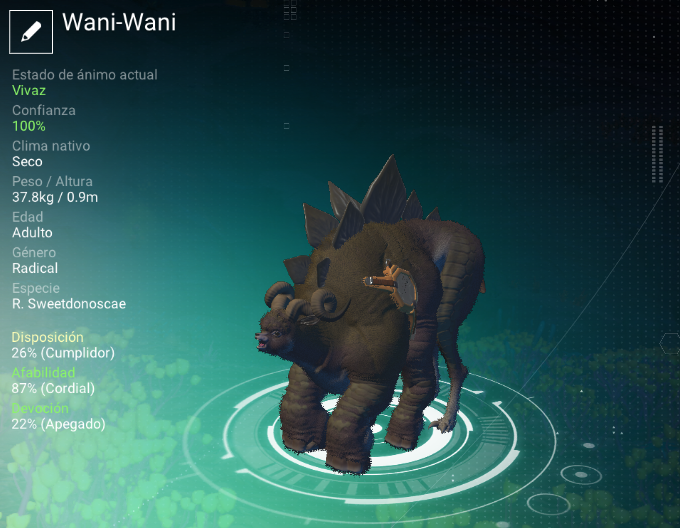 Wani-Wani
Estado de ánimo actual
Vivaz
Confianza
100%
Clima nativo
Seco
Peso / Altura
37.8kg / 0.9m
Edad
Adulto
Género
Radical
Especie
R. Sweetdonoscae
Disposición
26% (Cumplidor)
Afabilidad
87% (Cordial)
Devoción
22% (Apegado)